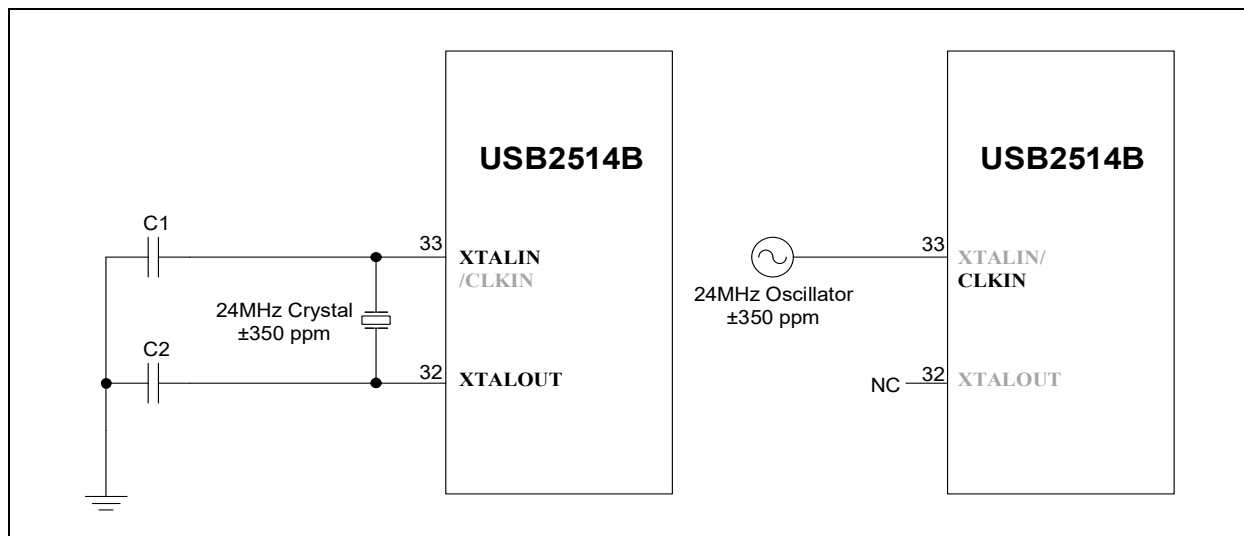 USB2514B
C1
33
XTALIN
/CLKIN
24MHz Crystal
±350 ppm
C2
32
XTALOUT
USB2514B
33
XTALIN/
CLKIN
24MHz Oscillator
±350 ppm
NC
32
XTALOUT